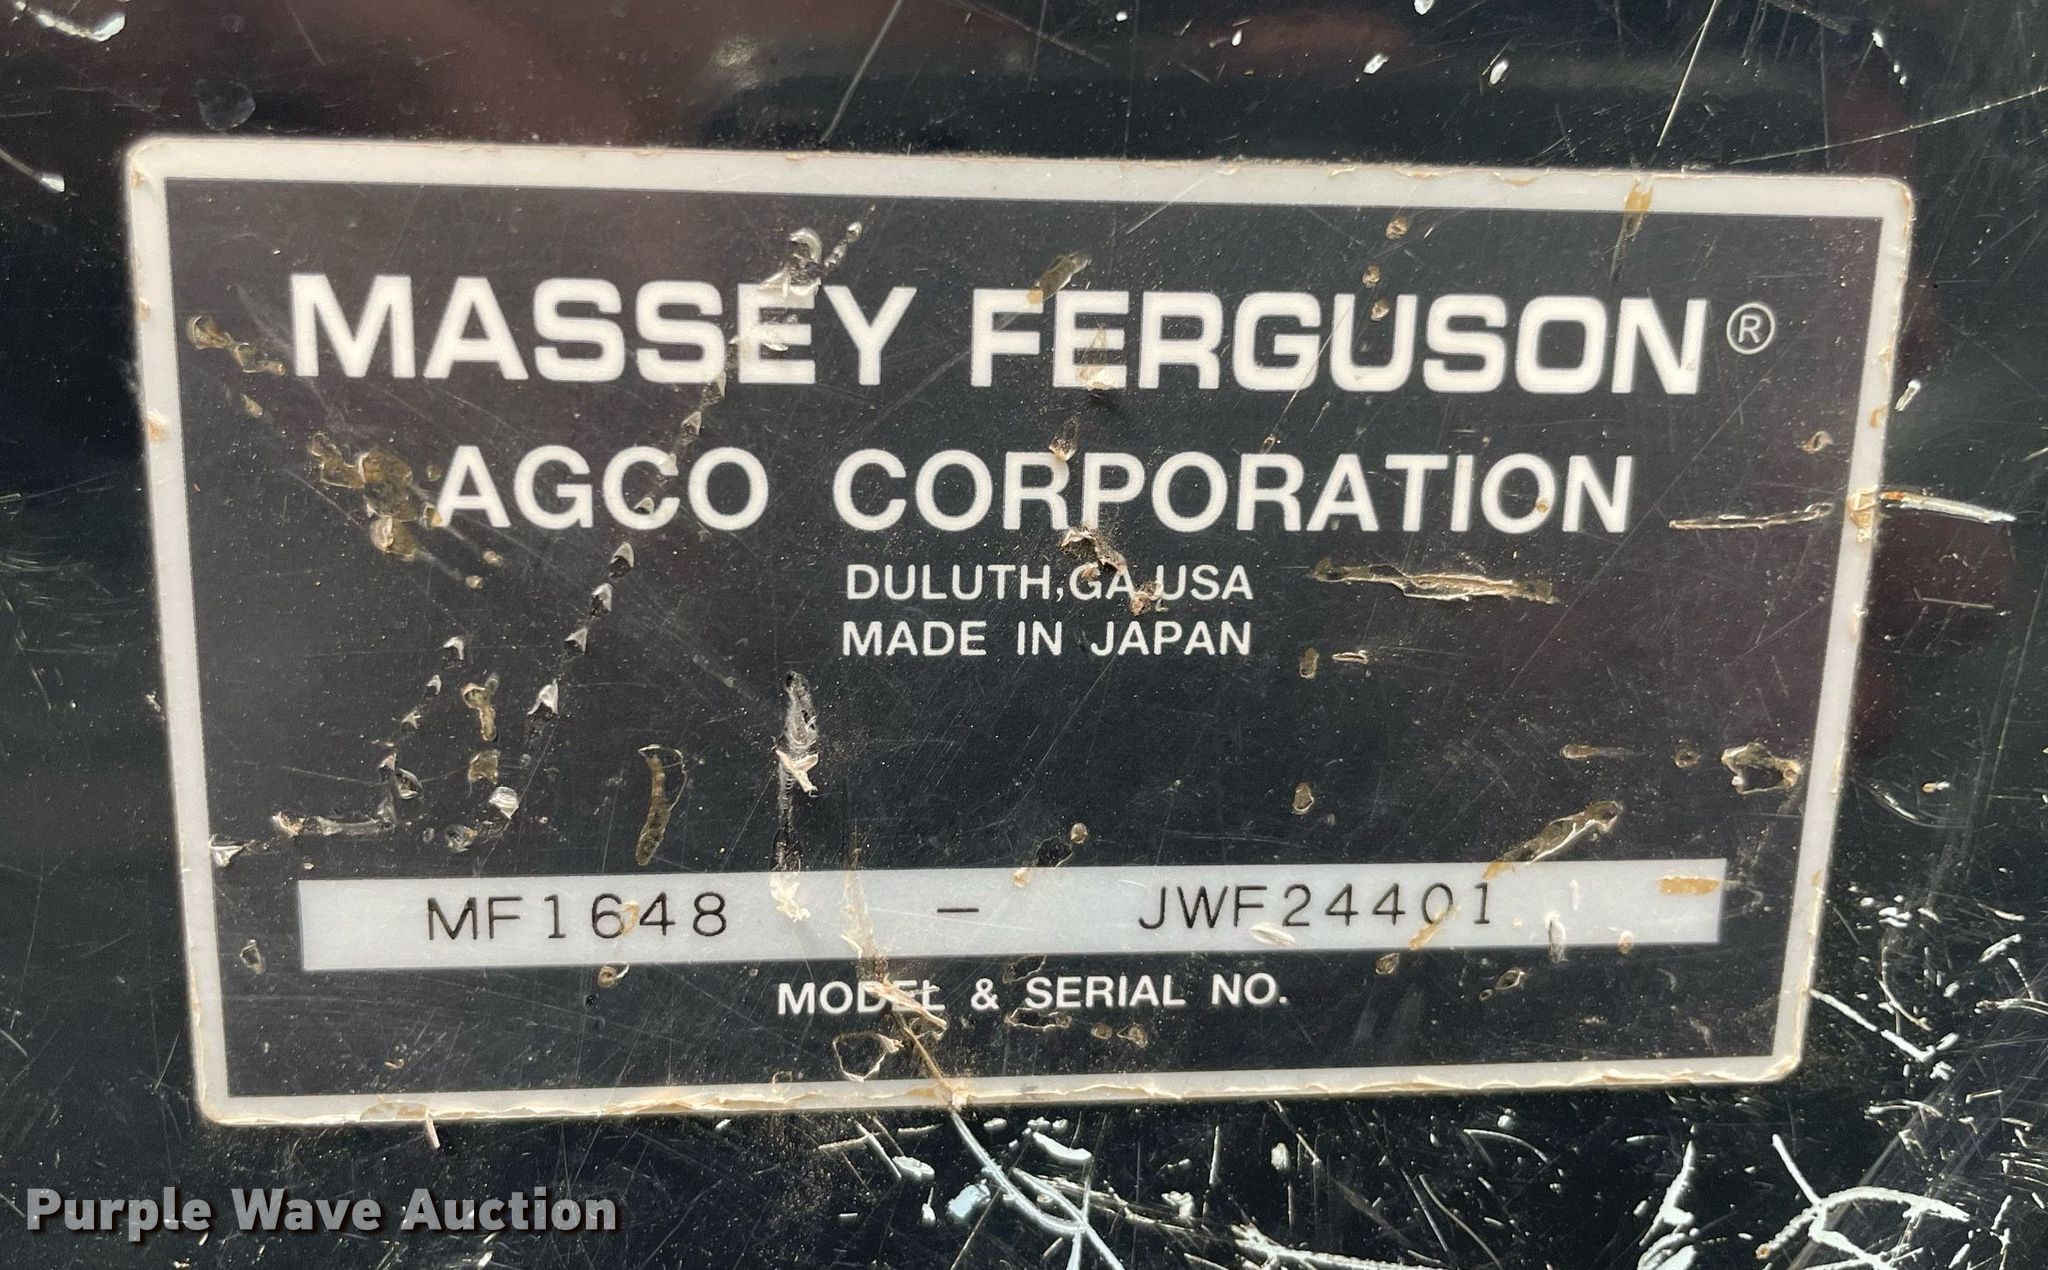 MASSEY FERGUSON®
AGCO CORPORATION
DULUTH, GA, USA
MADE IN JAPAN
MF1648 – JWF24401
MODEL & SERIAL NO.
Purple Wave Auction